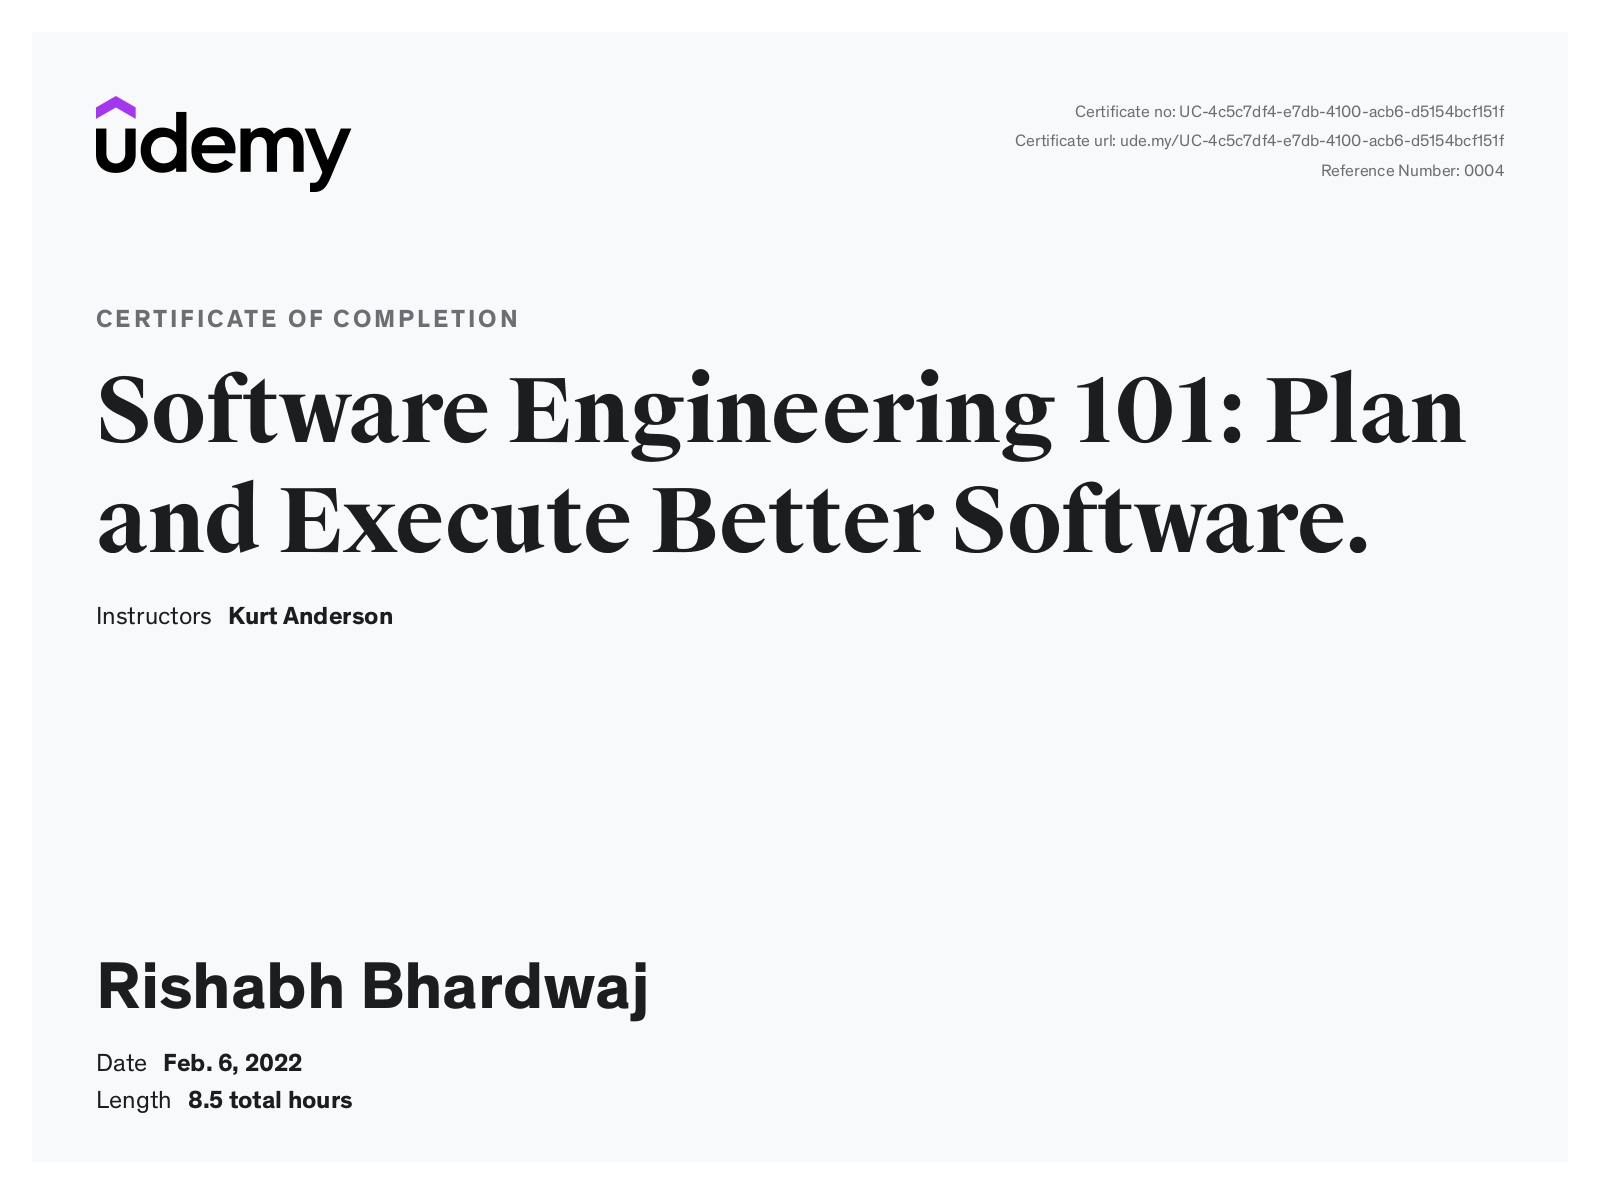 udemy
Certificate no: UC-4c5c7df4-e7db-4100-acb6-d5154bcf151f
Certificate url: ude.my/UC-4c5c7df4-e7db-4100-acb6-d5154bcf151f
Reference Number: 0004
CERTIFICATE OF COMPLETION
Software Engineering 101: Plan
and Execute Better Software.
Instructors Kurt Anderson
Rishabh Bhardwaj
Date Feb. 6, 2022
Length 8.5 total hours